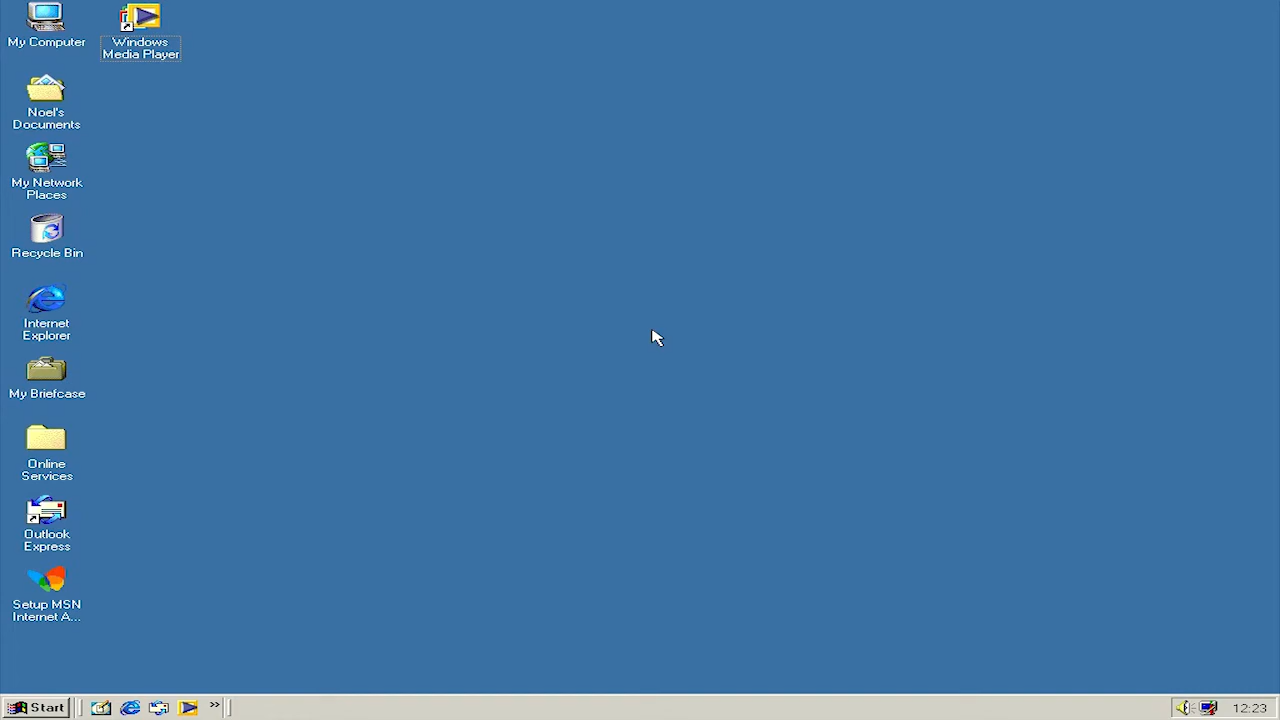 My Computer
Windows
Media Player
Noel's
Documents
My Network
Places
Recycle Bin
Internet
Explorer
My Briefcase
Online
Services
Outlook
Express
Setup MSN
Internet A...
Start
»
12:23